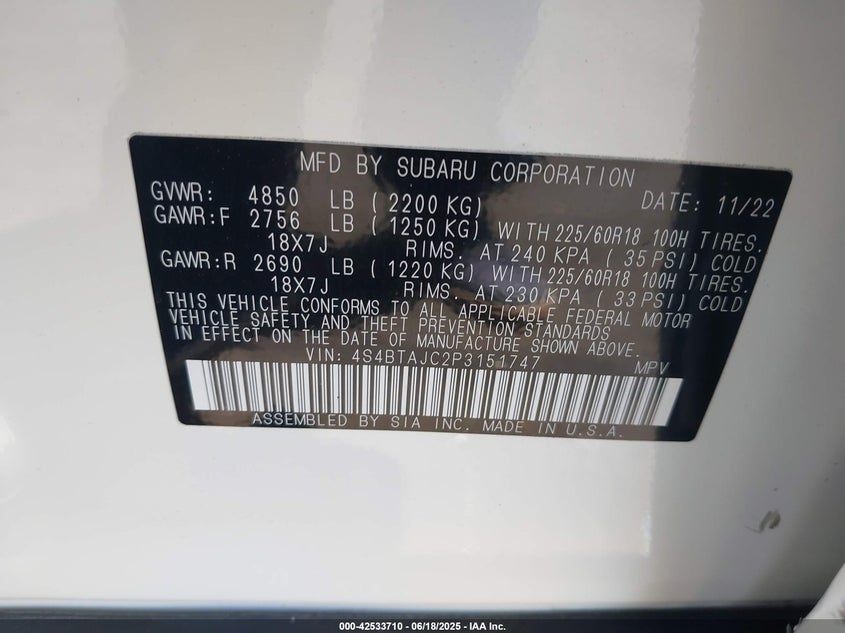 MFD BY SUBARU CORPORATION
GVWR: 4850 LB ( 2200 KG) DATE: 11/22
GAWR:F 2756 LB ( 1250 KG) WITH 225/60R18 100H TIRES.
18X7J RIMS. AT 240 KPA ( 35 PSI) COLD
GAWR:R 2690 LB ( 1220 KG) WITH 225/60R18 100H TIRES.
18X7J RIMS. AT 230 KPA ( 33 PSI) COLD
THIS VEHICLE CONFORMS TO ALL APPLICABLE FEDERAL MOTOR
VEHICLE SAFETY AND THEFT PREVENTION STANDARDS
IN EFFECT ON THE DATE OF MANUFACTURE SHOWN ABOVE.
VIN: 4S4BTAJC2P3151747 MPV
ASSEMBLED BY SIA INC. MADE IN U.S.A.
000-42533710 - 06/18/2025 - IAA Inc.